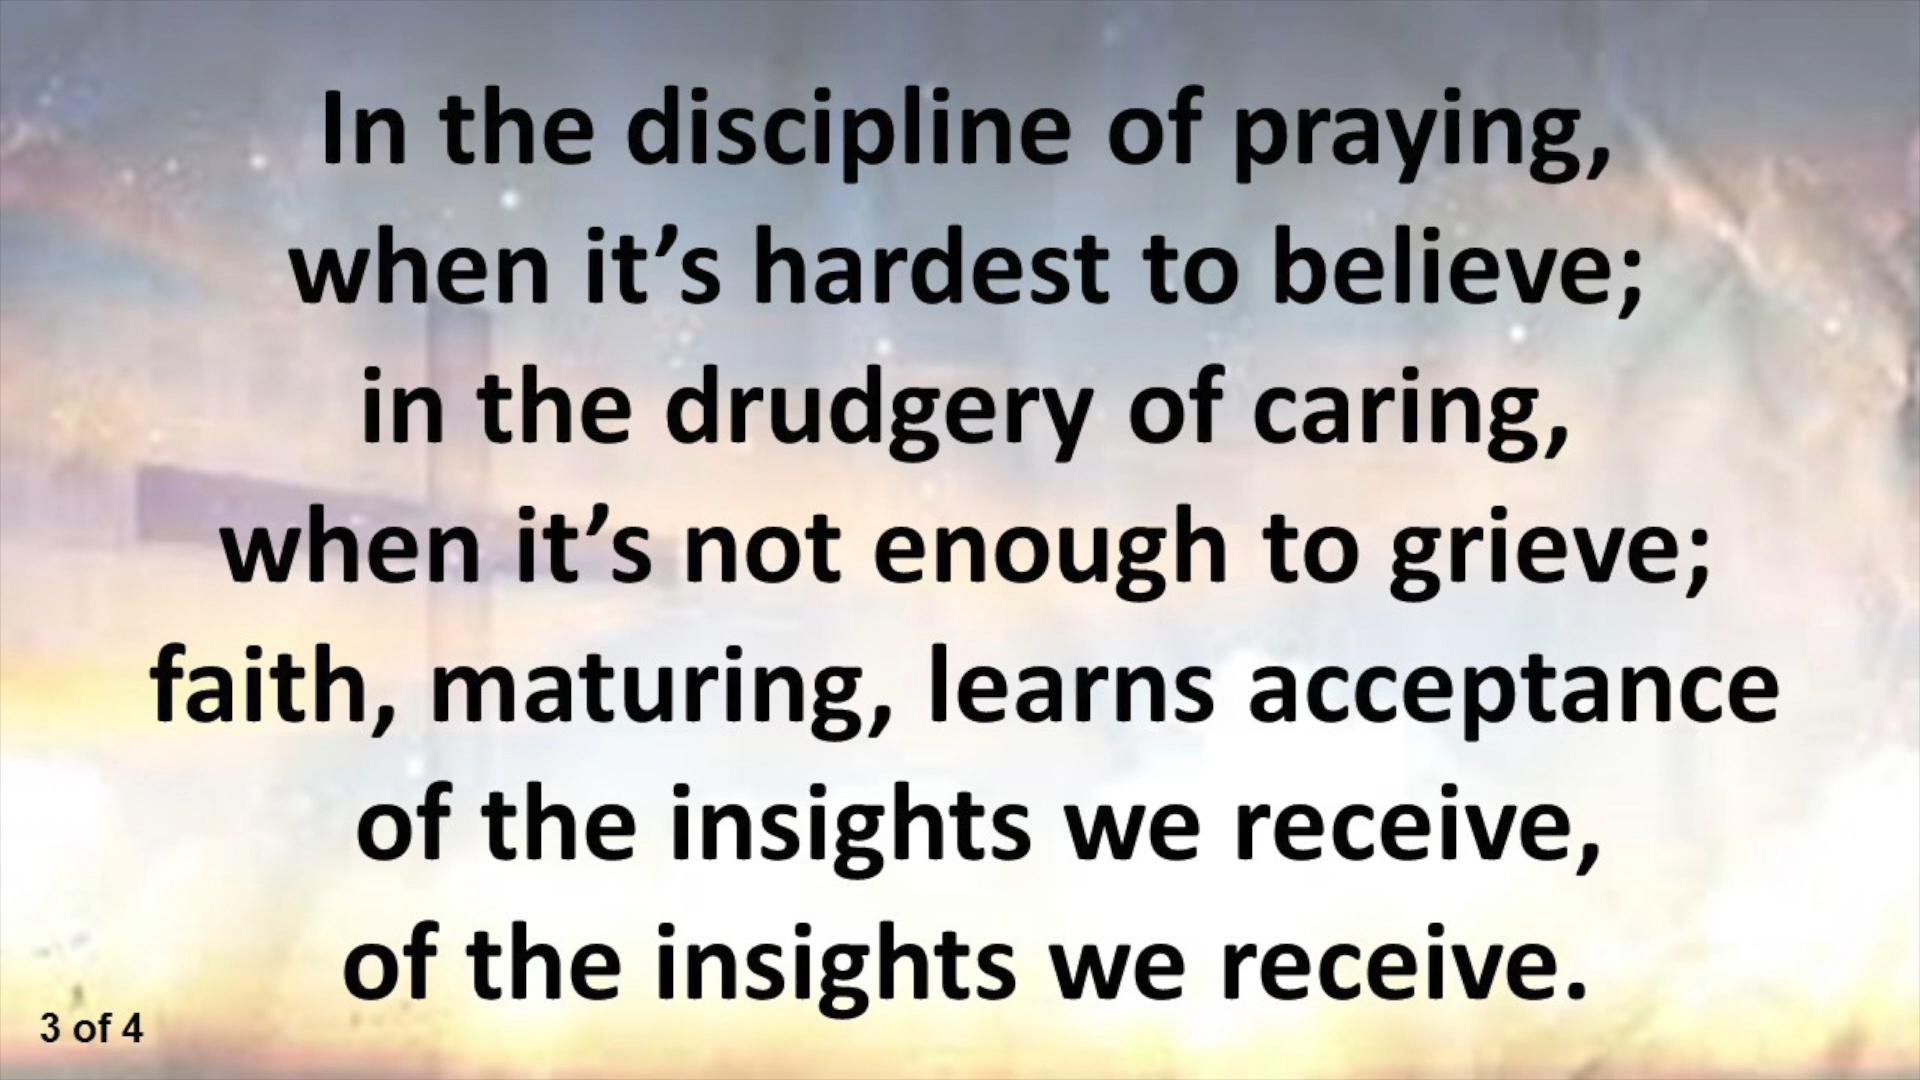 In the discipline of praying,
when it’s hardest to believe;
in the drudgery of caring,
when it’s not enough to grieve;
faith, maturing, learns acceptance
of the insights we receive,
of the insights we receive.
3 of 4